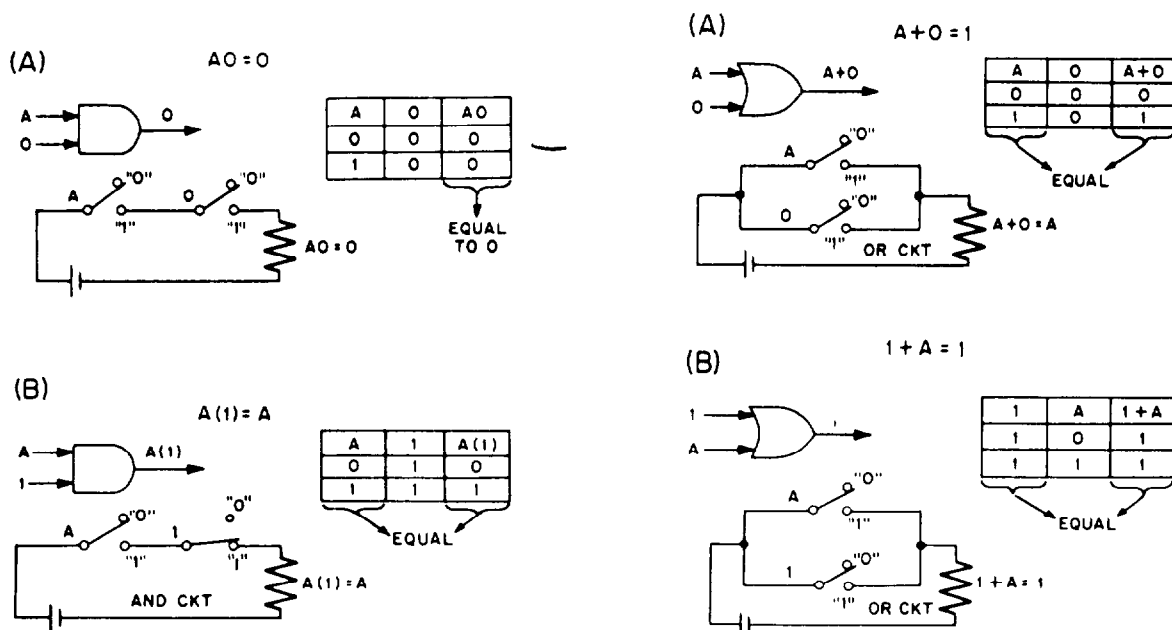 (A)
AO = O
A
O
O
A O AO
O O O
1 O O
EQUAL
TO O
A "O" O "O"
"1" "1"
AO = O
(B)
A(1) = A
A
1
A(1)
A 1 A(1)
O 1 O
1 1 1
EQUAL
A "O" 1 "O"
"1" "1"
A(1) = A
AND CKT
(A)
A+O = 1
A
O
A+O
A O A+O
O O O
1 O 1
EQUAL
A "O"
"1"
O "O"
"1"
OR CKT
A+O = A
(B)
1 + A = 1
1
A
1 A 1+A
1 O 1
1 1 1
EQUAL
A "O"
"1"
1 "O"
"1"
OR CKT
1 + A = 1